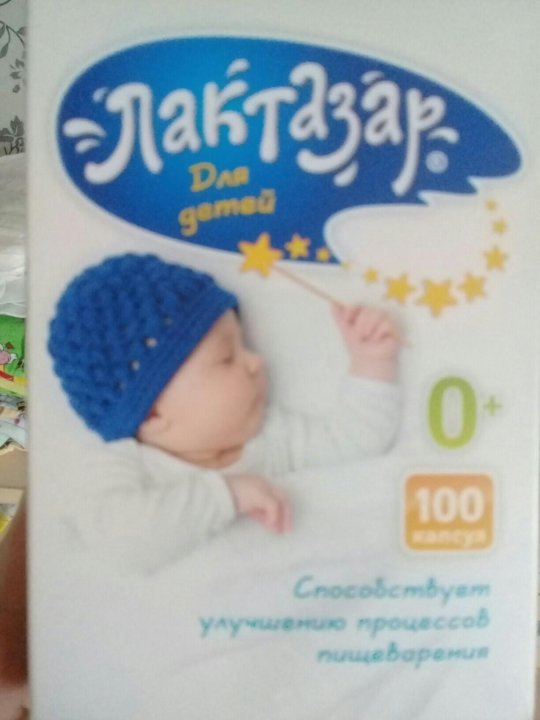 Лактазар®
Для
детей
0+
100
капсул
Способствует
улучшению процессов
пищеварения